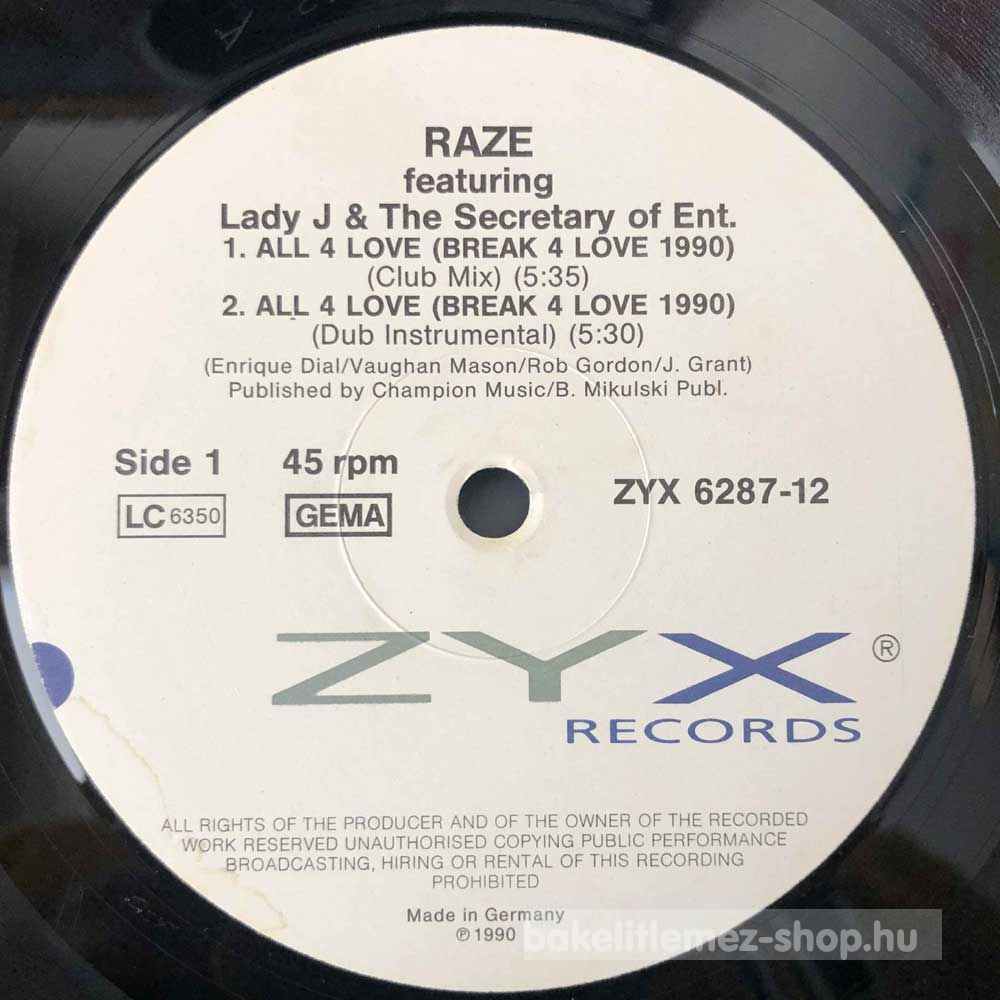 RAZE
featuring
Lady J & The Secretary of Ent.
1. ALL 4 LOVE (BREAK 4 LOVE 1990)
(Club Mix) (5:35)
2. ALL 4 LOVE (BREAK 4 LOVE 1990)
(Dub Instrumental) (5:30)
(Enrique Dial/Vaughan Mason/Rob Gordon/J. Grant)
Published by Champion Music/B. Mikulski Publ.
Side 1 45 rpm
ZYX 6287-12
LC 6350 GEMA
ZYX ®
RECORDS
ALL RIGHTS OF THE PRODUCER AND OF THE OWNER OF THE RECORDED
WORK RESERVED UNAUTHORISED COPYING PUBLIC PERFORMANCE
BROADCASTING, HIRING OR RENTAL OF THIS RECORDING
PROHIBITED
Made in Germany
℗ 1990
bakelitlemez-shop.hu